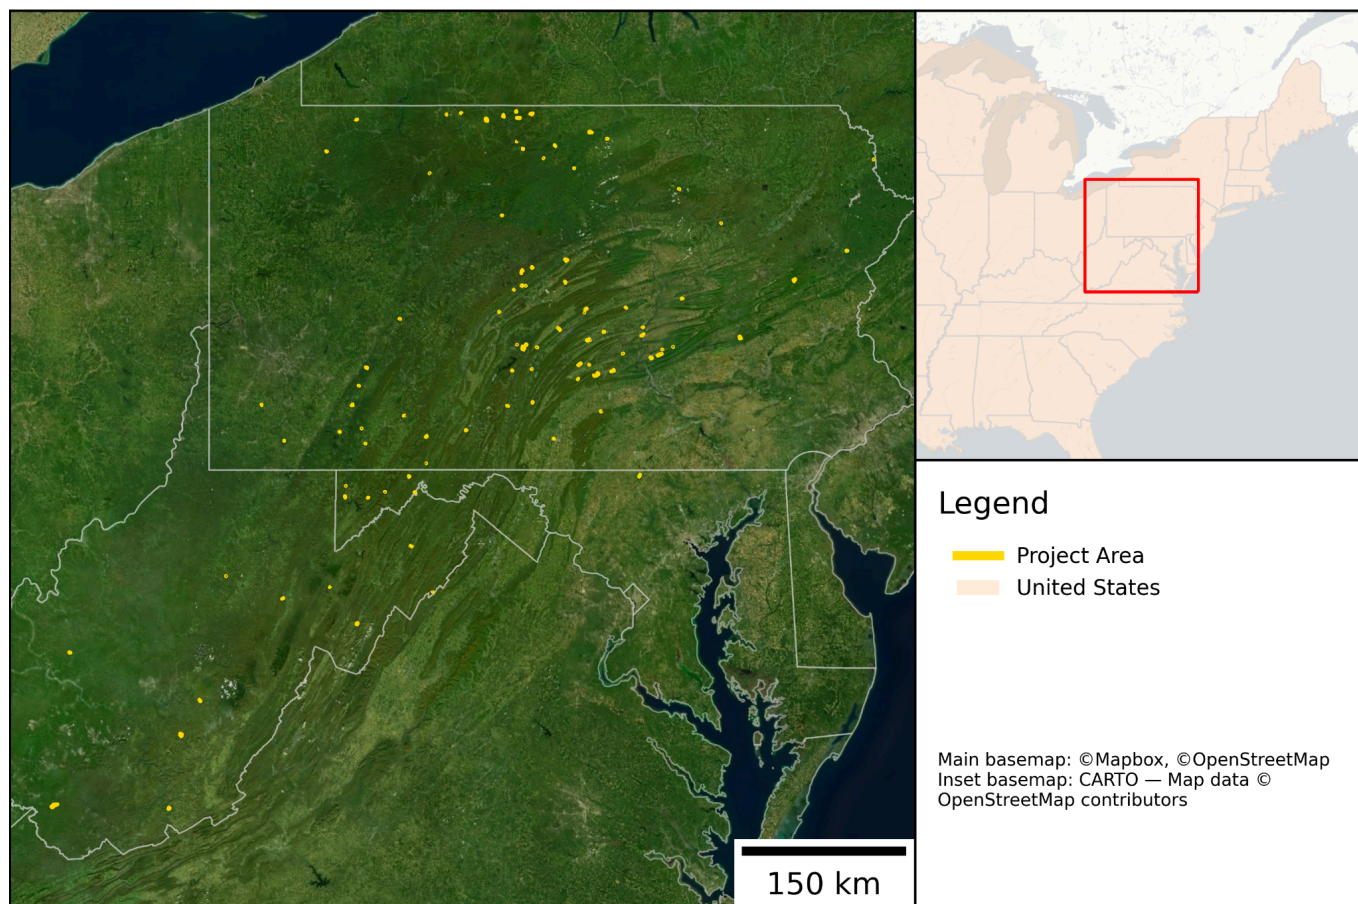 150 km
Legend
Project Area
United States
Main basemap: ©Mapbox, ©OpenStreetMap
Inset basemap: CARTO — Map data ©
OpenStreetMap contributors